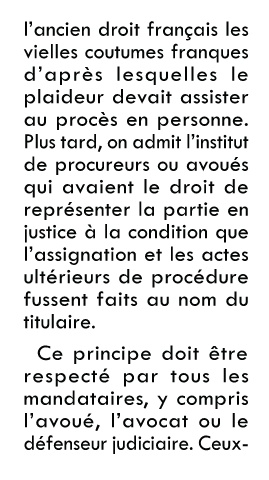 l'ancien droit français les
vielles coutumes franques
d'après lesquelles le
plaideur devait assister
au procès en personne.
Plus tard, on admit l'institut
de procureurs ou avoués
qui avaient le droit de
représenter la partie en
justice à la condition que
l'assignation et les actes
ultérieurs de procédure
fussent faits au nom du
titulaire.
Ce principe doit être
respecté par tous les
mandataires, y compris
l'avoué, l'avocat ou le
défenseur judiciaire. Ceux-